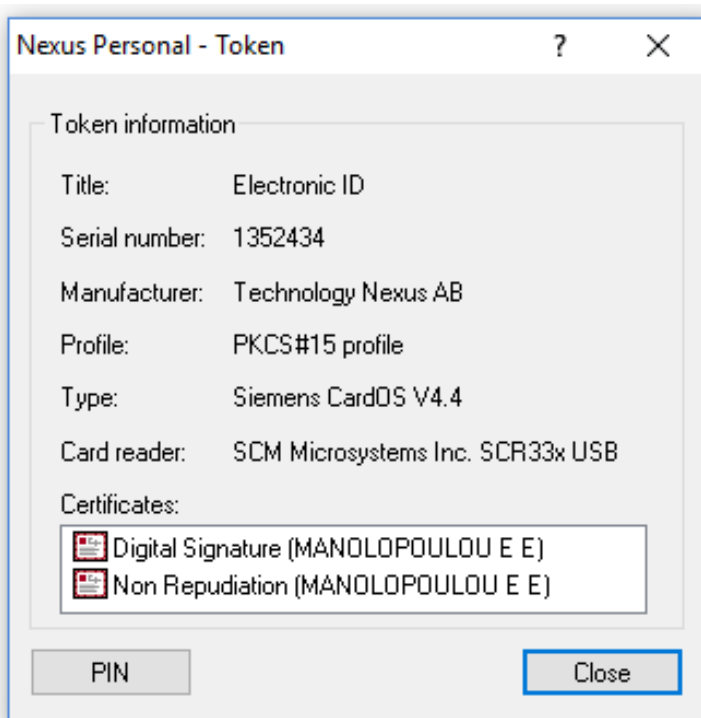 Nexus Personal - Token ?
Token information
Title: Electronic ID
Serial number: 1352434
Manufacturer: Technology Nexus AB
Profile: PKCS#15 profile
Type: Siemens CardOS V4.4
Card reader: SCM Microsystems Inc. SCR33x USB
Certificates:
Digital Signature (MANOLOPOULOU E E)
Non Repudiation (MANOLOPOULOU E E)
PIN Close